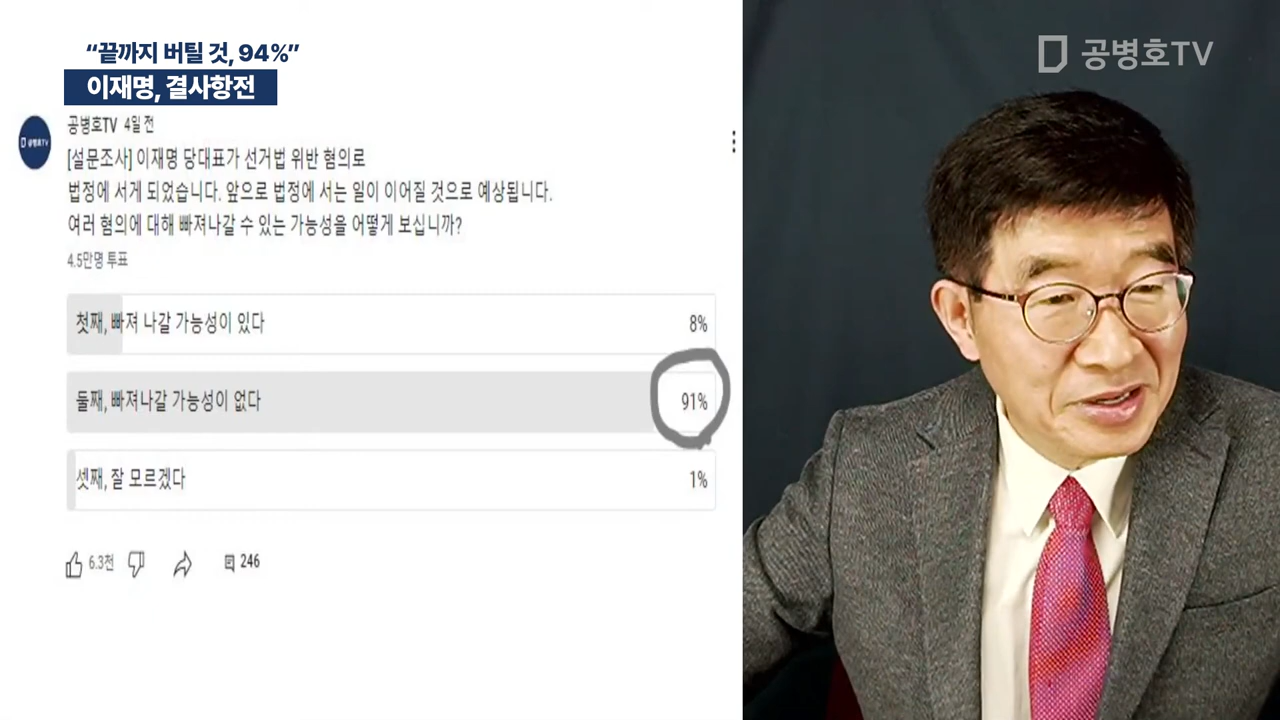 “끝까지 버틸 것, 94%”
이재명, 결사항전
공병호TV
공병호TV
공병호TV 4일 전
[설문조사] 이재명 당대표가 선거법 위반 혐의로
법정에 서게 되었습니다. 앞으로 법정에 서는 일이 이어질 것으로 예상됩니다.
여러 혐의에 대해 빠져나갈 수 있는 가능성을 어떻게 보십니까?
4.5만명 투표
첫째, 빠져 나갈 가능성이 있다 8%
둘째, 빠져나갈 가능성이 없다 91%
셋째, 잘 모르겠다 1%
6.3천 246